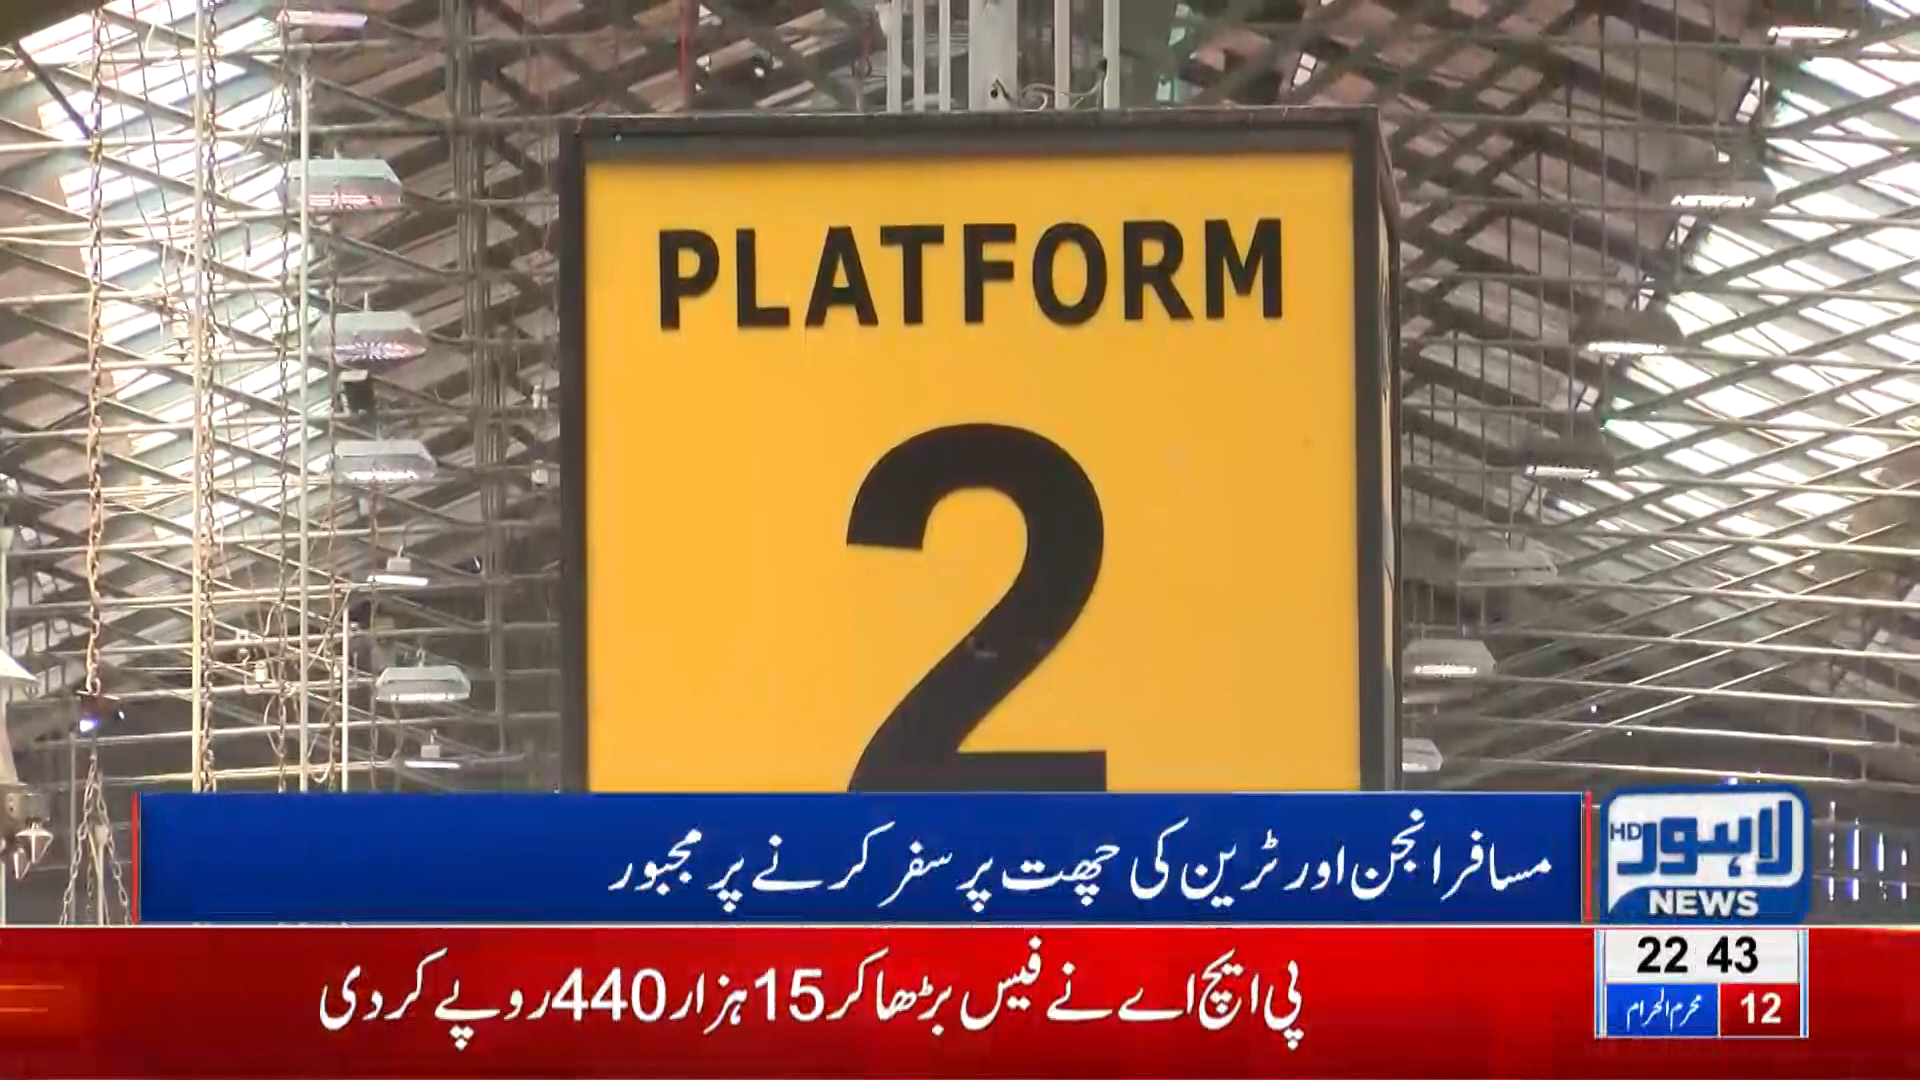 PLATFORM
2
مسافر انجن اور ٹرین کی چھت پر سفر کرنے پر مجبور
HD لاہور
NEWS
پی ایچ اے نے فیس بڑھا کر 15 ہزار 440 روپے کر دی
22 43
محرم الحرام 12